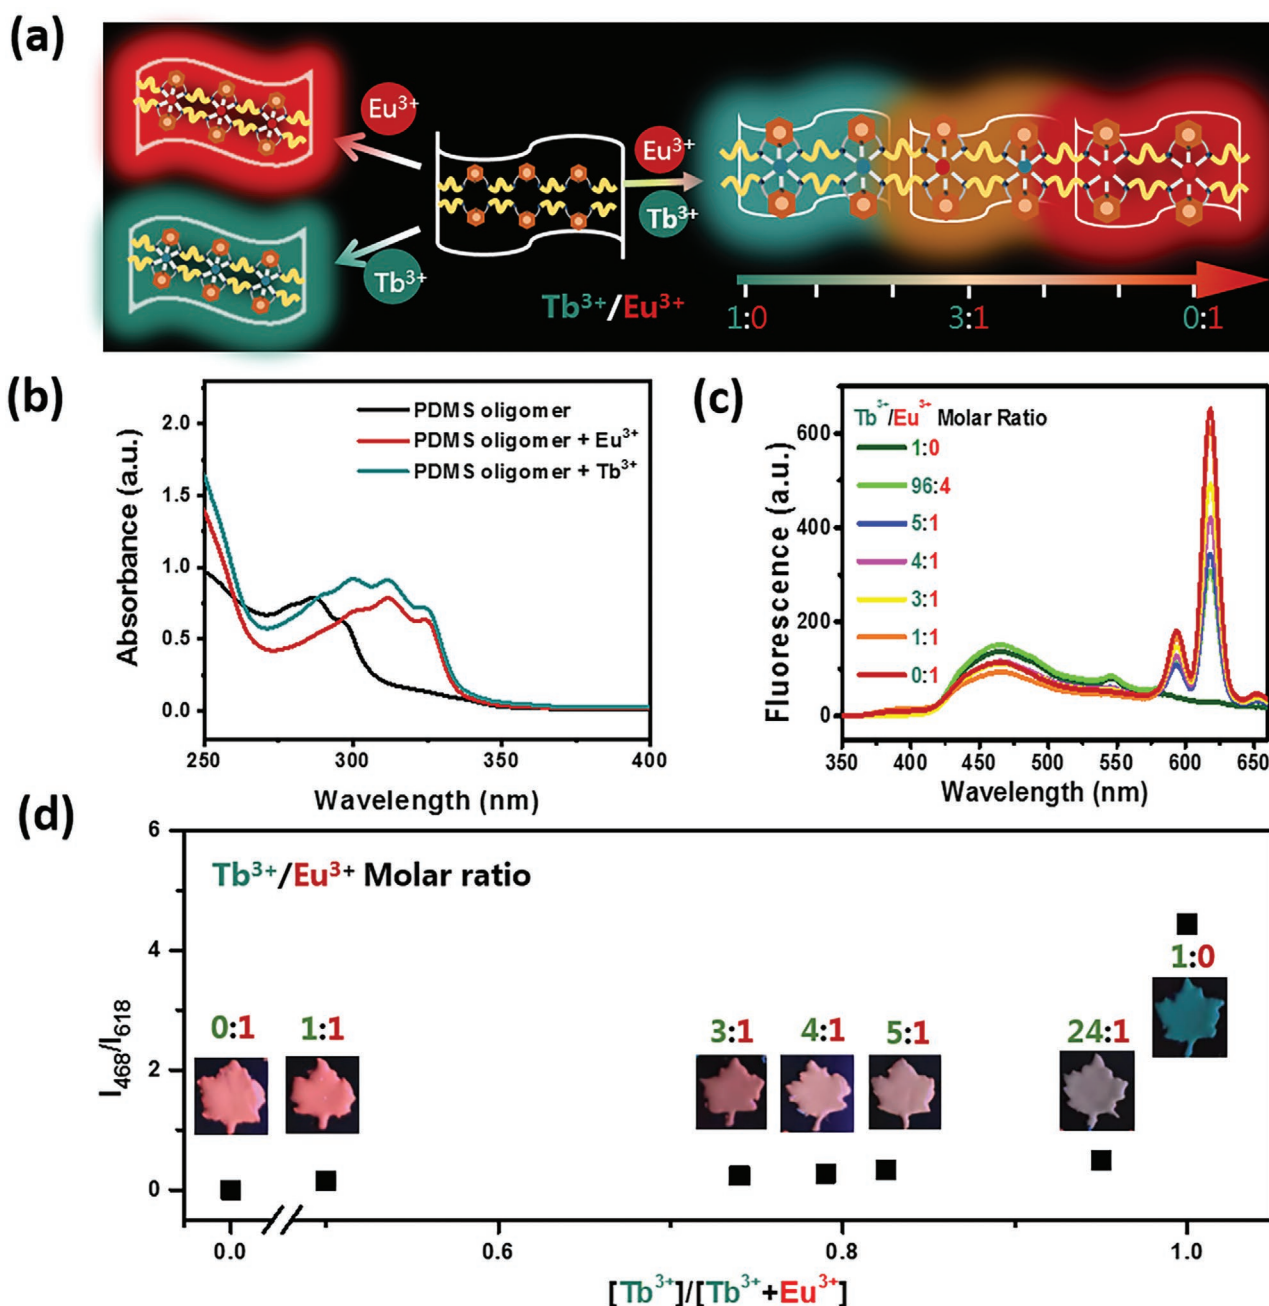 (a)
Eu³⁺
Tb³⁺
Eu³⁺
Tb³⁺
Tb³⁺/Eu³⁺
1:0
3:1
0:1
(b)
Absorbance (a.u.)
2.0
1.5
1.0
0.5
0.0
PDMS oligomer
PDMS oligomer + Eu³⁺
PDMS oligomer + Tb³⁺
250
300
350
400
Wavelength (nm)
(c)
Fluorescence (a.u.)
600
400
200
0
Tb³⁺/Eu³⁺ Molar Ratio
1:0
96:4
5:1
4:1
3:1
1:1
0:1
350
400
450
500
550
600
650
Wavelength (nm)
(d)
I₄₆₈/I₆₁₈
6
4
2
0
Tb³⁺/Eu³⁺ Molar ratio
0:1
1:1
3:1
4:1
5:1
24:1
1:0
0.0
0.6
0.8
1.0
[Tb³⁺]/[Tb³⁺+Eu³⁺]